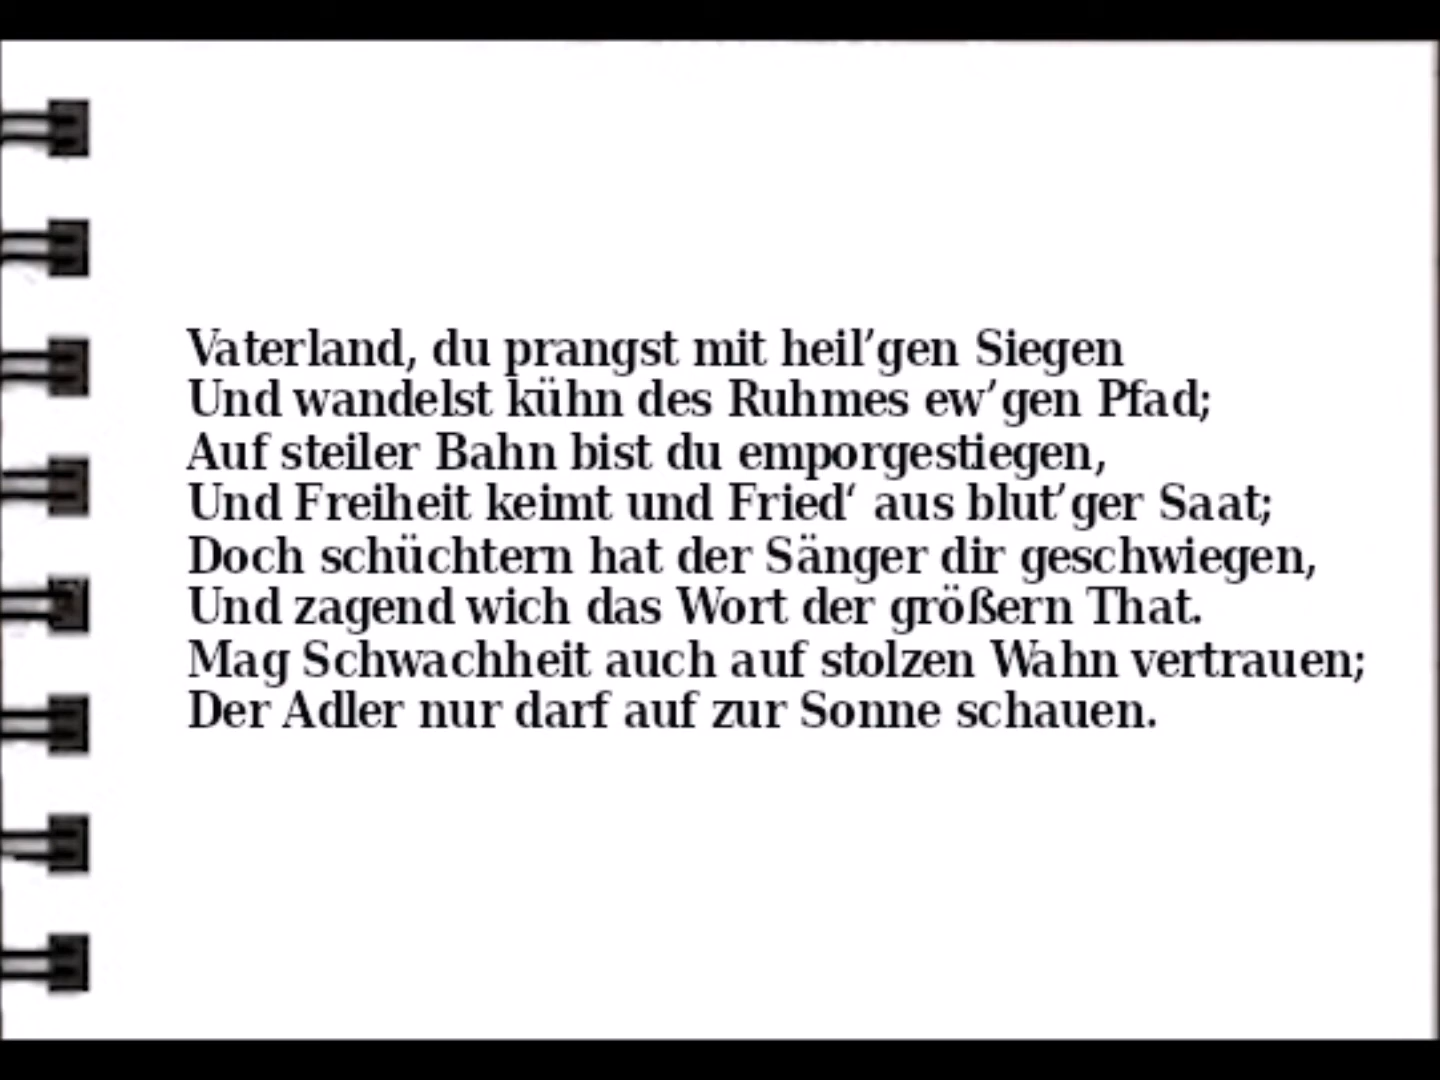 Vaterland, du prangst mit heil’gen Siegen
Und wandelst kühn des Ruhmes ew’gen Pfad;
Auf steiler Bahn bist du emporgestiegen,
Und Freiheit keimt und Fried‘ aus blut’ger Saat;
Doch schüchtern hat der Sänger dir geschwiegen,
Und zagend wich das Wort der größern That.
Mag Schwachheit auch auf stolzen Wahn vertrauen;
Der Adler nur darf auf zur Sonne schauen.